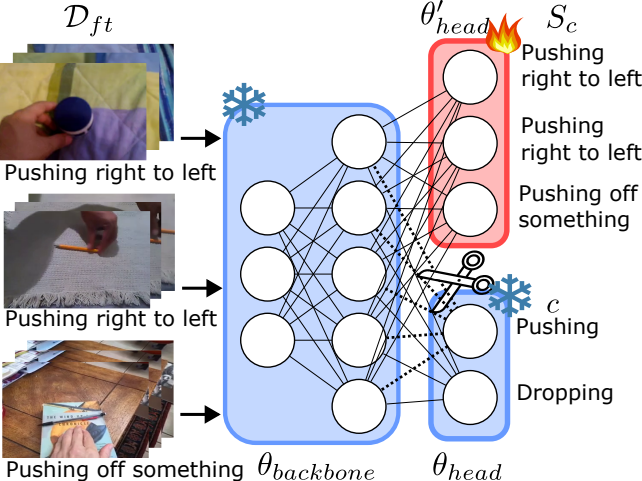 𝒟_ft
θ'_head
S_c
Pushing right to left
Pushing right to left
Pushing off something
Pushing
right to left
Pushing
right to left
Pushing off
something
c
Pushing
Dropping
θ_backbone
θ_head